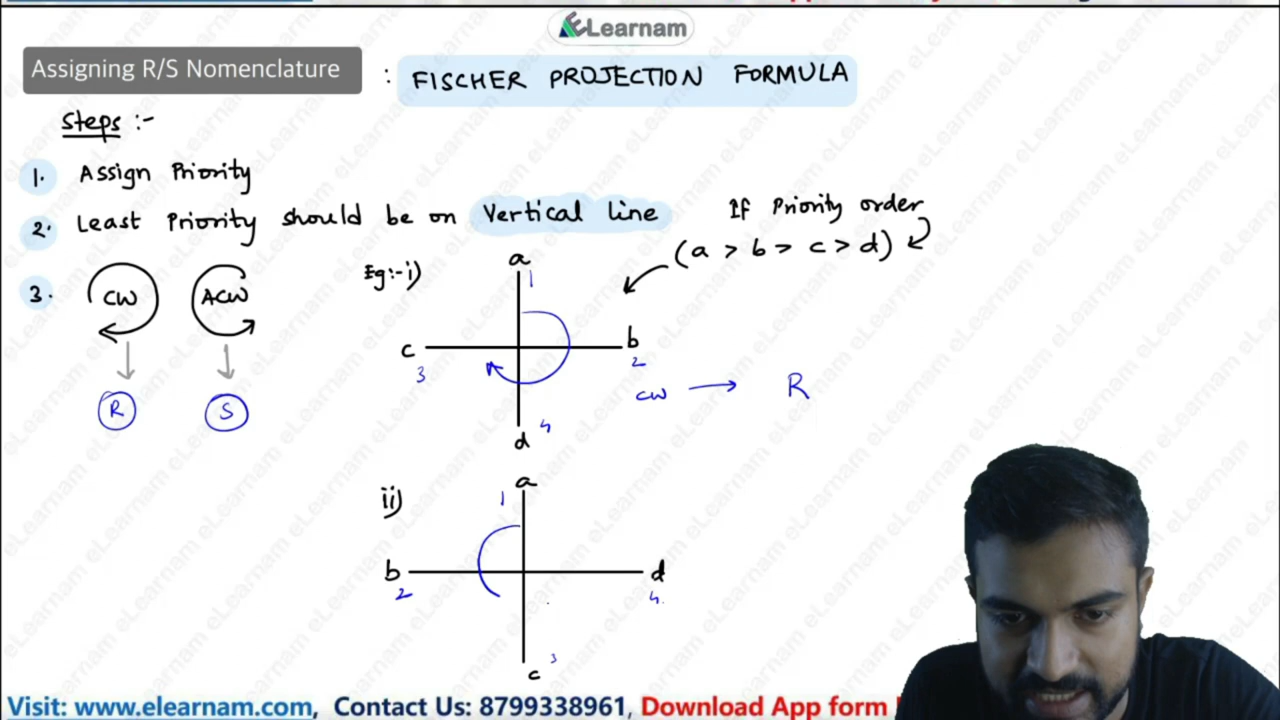 eLearnam
Assigning R/S Nomenclature : FISCHER PROJECTION FORMULA
Steps :-
1. Assign Priority
2. Least Priority should be on Vertical line
If Priority order
(a > b > c > d)
3. CW ACW
R S
Eg:- i)
a
1
c b
3 2
d 4
CW → R
ii)
a
1
b d
2 4
3
c
Visit: www.elearnam.com, Contact Us: 8799338961, Download App form